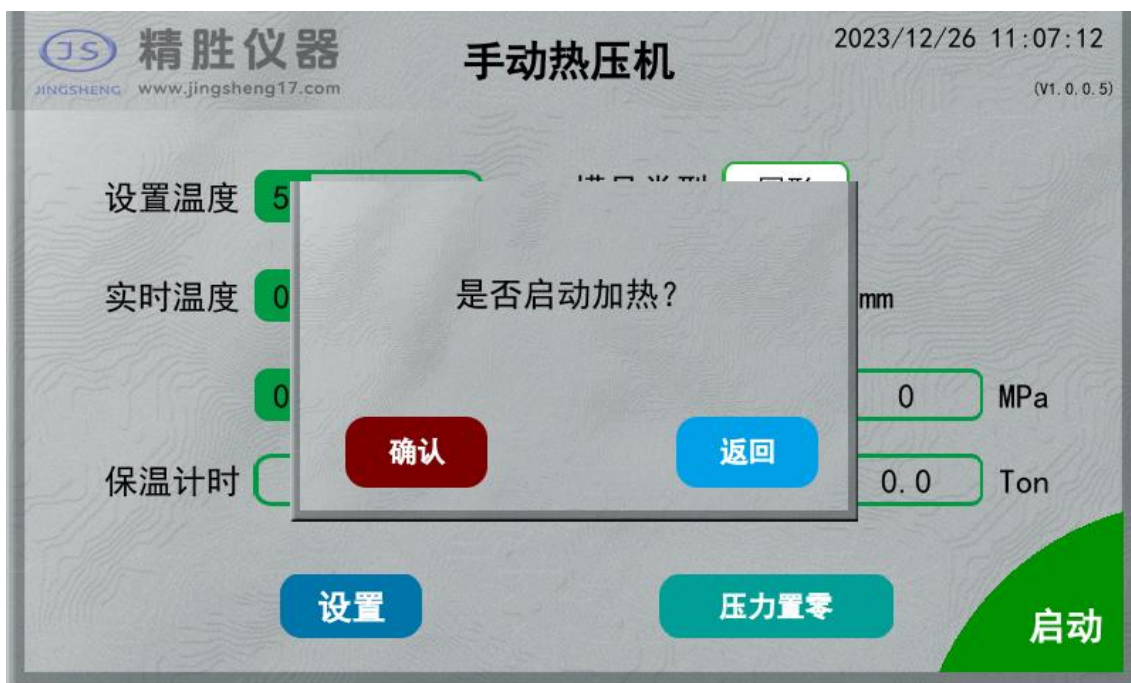 JS 精胜仪器
JINGSHENG www.jingsheng17.com
手动热压机
2023/12/26 11:07:12
(V1.0.0.5)
设置温度 5
实时温度 0
mm
0
0 MPa
保温计时
0.0 Ton
是否启动加热?
确认 返回
设置 压力置零
启动